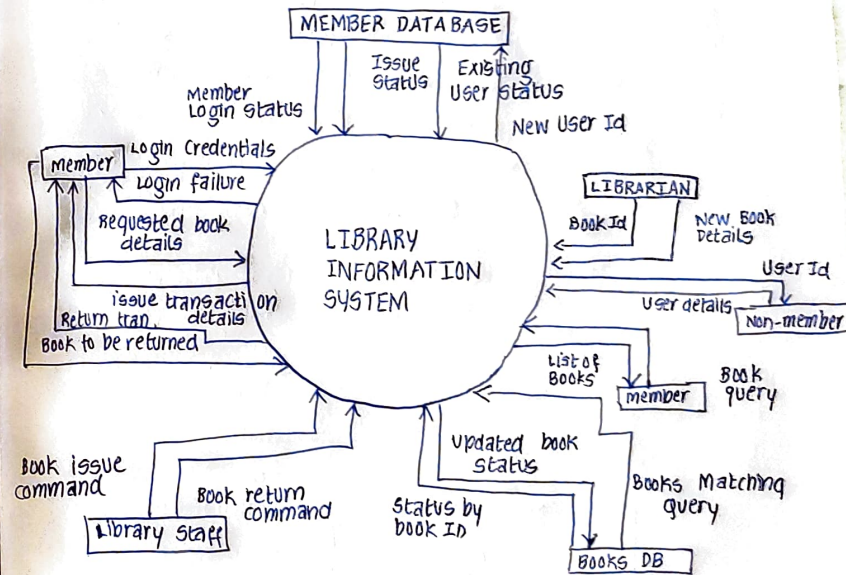 MEMBER DATABASE
Issue
Status
Existing
User Status
Member
Login Status
New User Id
Member
Login Credentials
Login failure
Requested book
details
issue transaction
details
Return tran.
Book to be returned
LIBRARY
INFORMATION
SYSTEM
LIBRARIAN
Book Id
New Book
Details
User Id
User details
Non-member
List of
Books
member
Book
query
Updated book
status
Books Matching
query
Status by
book ID
Book issue
command
Book return
command
Library Staff
Books DB